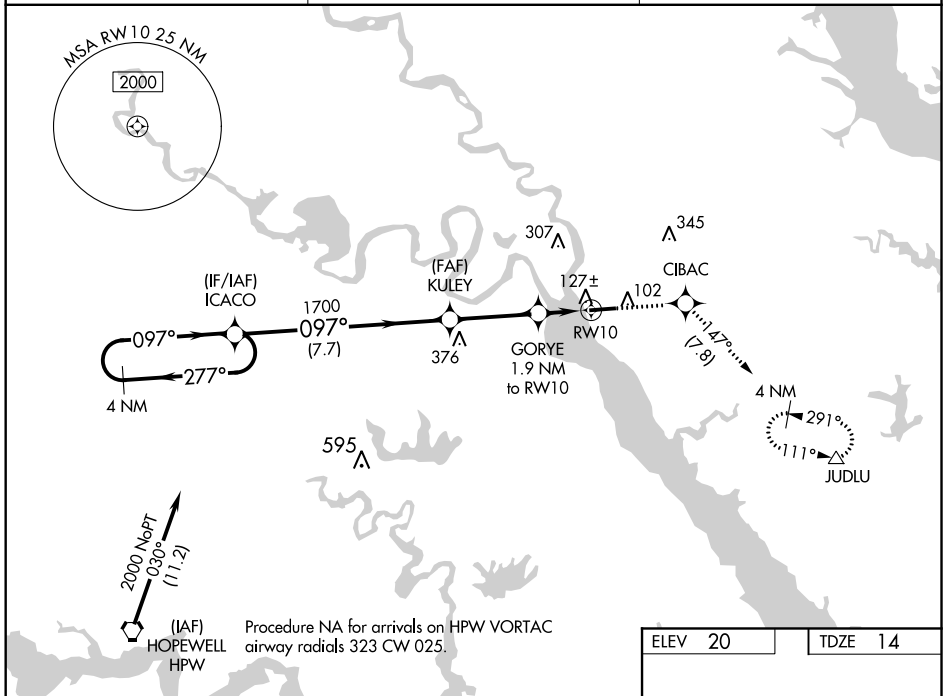 MSA RW10 25 NM
2000
345
307
CIBAC
(FAF)
KULEY
127±
102
(IF/IAF)
ICACO
1700
097°
097°
(7.7)
RW10
147°
(7.8)
376
GORYE
1.9 NM
to RW10
277°
4 NM
4 NM
291°
111°
JUDLU
595
2000 NoPT
030°
(11.2)
(IAF)
HOPEWELL
HPW
Procedure NA for arrivals on HPW VORTAC
airway radials 323 CW 025.
ELEV 20
TDZE 14